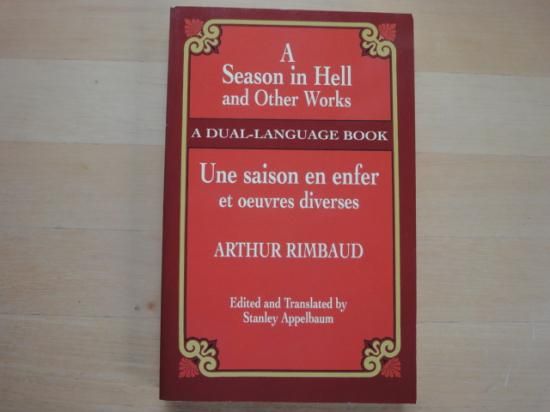 A
Season in Hell
and Other Works
A DUAL-LANGUAGE BOOK
Une saison en enfer
et oeuvres diverses
ARTHUR RIMBAUD
Edited and Translated by
Stanley Appelbaum